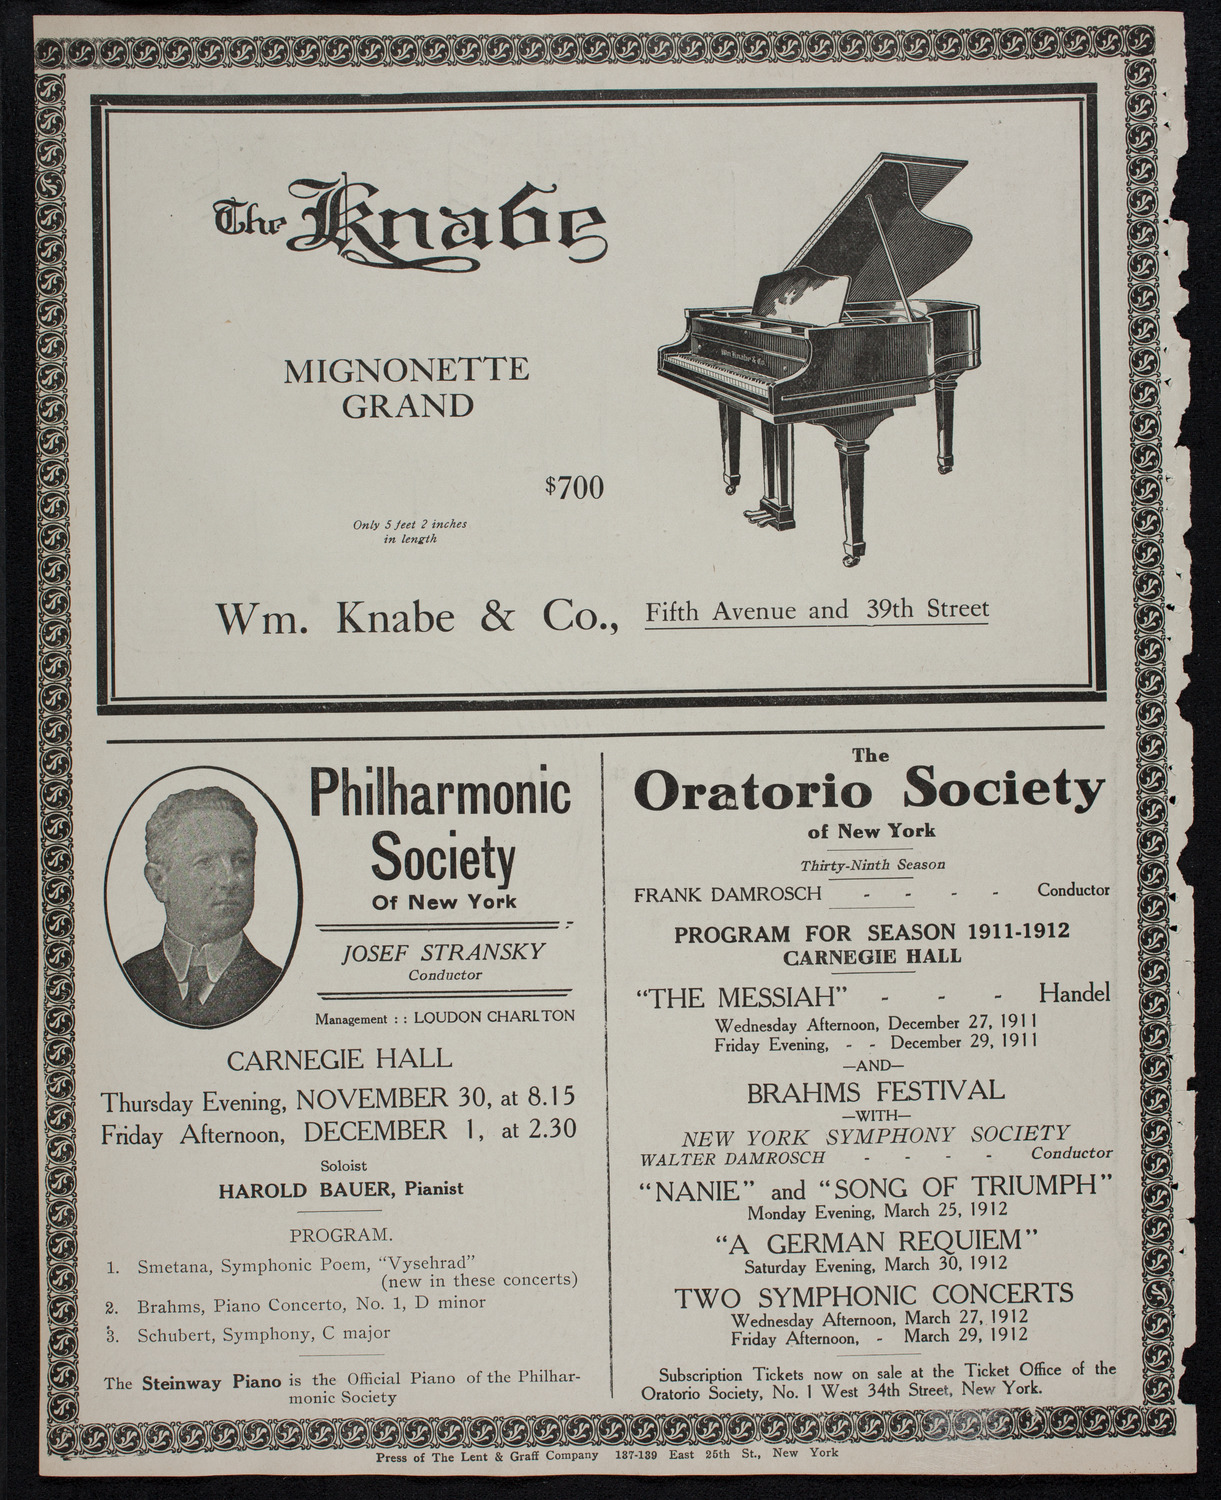 The Knabe
MIGNONETTE
GRAND
$700
Only 5 feet 2 inches
in length
Wm. Knabe & Co.
Wm. Knabe & Co., Fifth Avenue and 39th Street
Philharmonic
Society
Of New York
JOSEF STRANSKY
Conductor
Management : : LOUDON CHARLTON
CARNEGIE HALL
Thursday Evening, NOVEMBER 30, at 8.15
Friday Afternoon, DECEMBER 1, at 2.30
Soloist
HAROLD BAUER, Pianist
PROGRAM.
1. Smetana, Symphonic Poem, "Vysehrad"
(new in these concerts)
2. Brahms, Piano Concerto, No. 1, D minor
3. Schubert, Symphony, C major
The Steinway Piano is the Official Piano of the Philhar-
monic Society
The
Oratorio Society
of New York
Thirty-Ninth Season
FRANK DAMROSCH - - - - Conductor
PROGRAM FOR SEASON 1911-1912
CARNEGIE HALL
"THE MESSIAH" - - - Handel
Wednesday Afternoon, December 27, 1911
Friday Evening, - - December 29, 1911
—AND—
BRAHMS FESTIVAL
—WITH—
NEW YORK SYMPHONY SOCIETY
WALTER DAMROSCH - - - - Conductor
"NANIE" and "SONG OF TRIUMPH"
Monday Evening, March 25, 1912
"A GERMAN REQUIEM"
Saturday Evening, March 30, 1912
TWO SYMPHONIC CONCERTS
Wednesday Afternoon, March 27, 1912
Friday Afternoon, - March 29, 1912
Subscription Tickets now on sale at the Ticket Office of the
Oratorio Society, No. 1 West 34th Street, New York.
Press of The Lent & Graff Company 137-139 East 25th St., New York